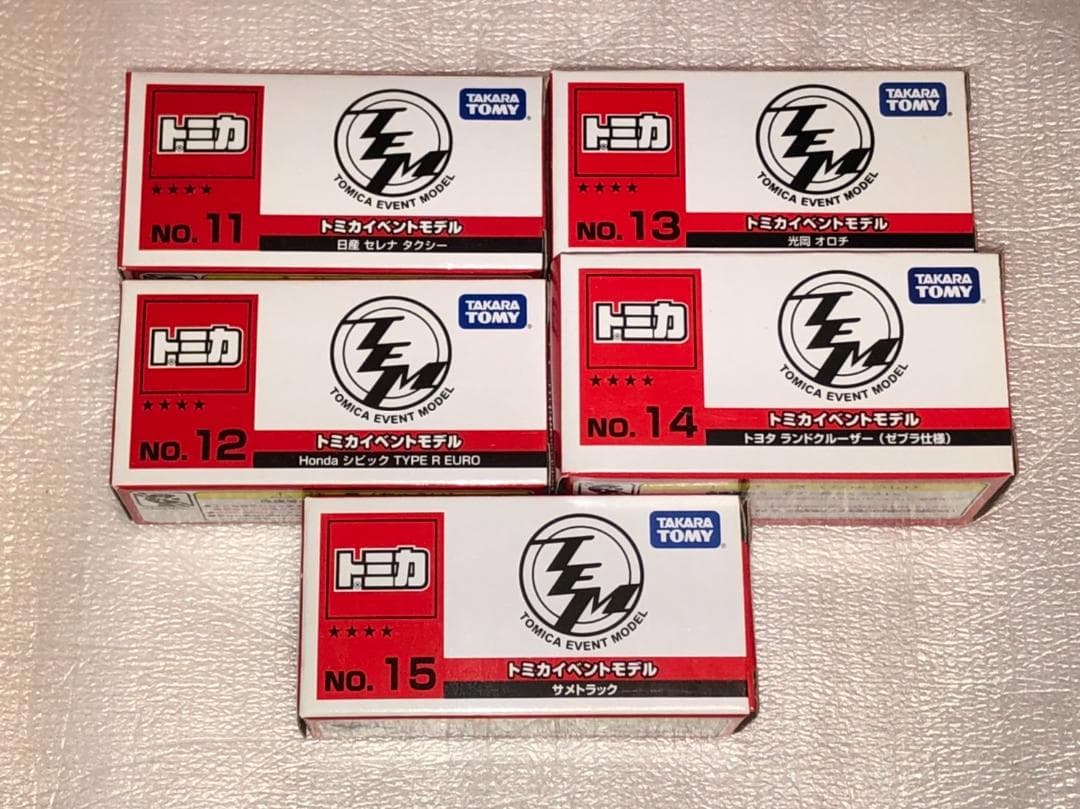 トミカ
TEM
TOMICA EVENT MODEL
TAKARA
TOMY
★★★★
NO. 11
トミカイベントモデル
日産 セレナ タクシー
トミカ
TEM
TOMICA EVENT MODEL
TAKARA
TOMY
★★★★
NO. 13
トミカイベントモデル
光岡 オロチ
トミカ
TEM
TOMICA EVENT MODEL
TAKARA
TOMY
★★★★
NO. 12
トミカイベントモデル
Honda シビック TYPE R EURO
トミカ
TEM
TOMICA EVENT MODEL
TAKARA
TOMY
★★★★
NO. 14
トミカイベントモデル
トヨタ ランドクルーザー（ゼブラ仕様）
トミカ
TEM
TOMICA EVENT MODEL
TAKARA
TOMY
★★★★
NO. 15
トミカイベントモデル
サメトラック